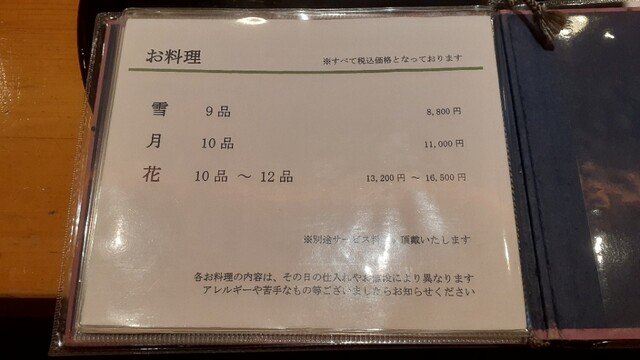 お料理
※すべて税込価格となっております
雪 9品 8,800円
月 10品 11,000円
花 10品 ～ 12品 13,200円 ～ 16,500円
※別途サービス料 頂戴いたします
各お料理の内容は、その日の仕入れやお値段により異なります
アレルギーや苦手なもの等ございましたらお知らせください